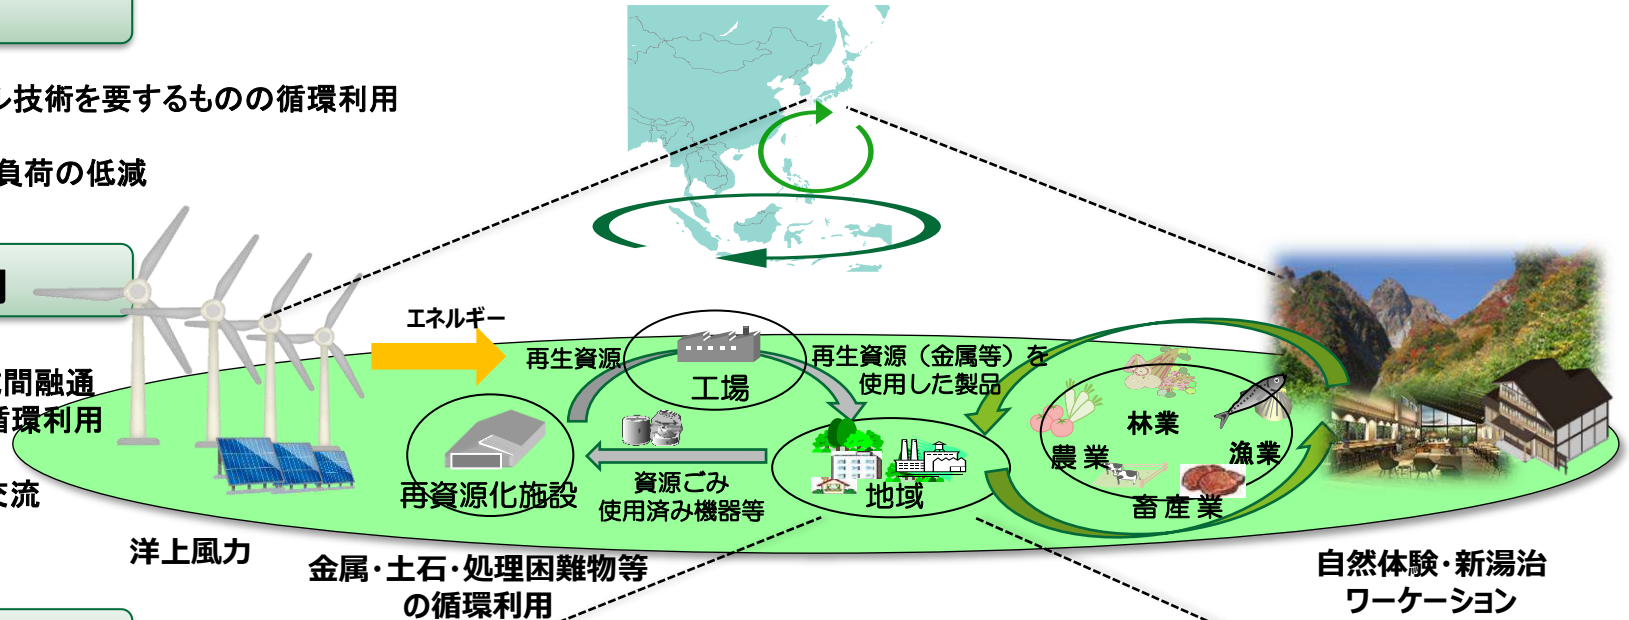 ル技術を要するものの循環利用
負荷の低減
間融通
循環利用
交流
エネルギー
再生資源
工場
再生資源（金属等）を
使用した製品
再資源化施設
資源ごみ
使用済み機器等
地域
農業
林業
漁業
畜産業
洋上風力
金属・土石・処理困難物等
の循環利用
自然体験・新湯治
ワーケーション